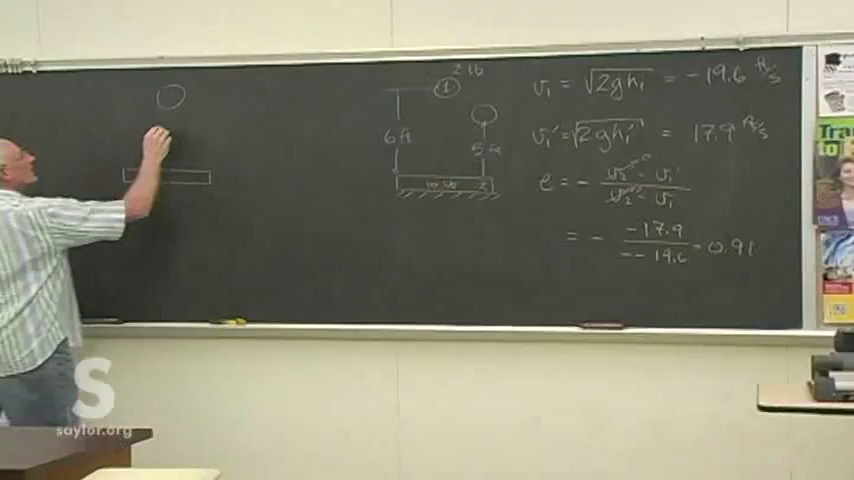 2 lb
1
6 ft
5 ft
10 lb 2
v₁ = √2gh₁ = -19.6 ft/s
v₁' = √2gh₁' = 17.9 ft/s
e = - (v₂' - v₁') / (v₂ - v₁)
= - (-17.9) / (-19.6) = 0.91
S
saylor.org